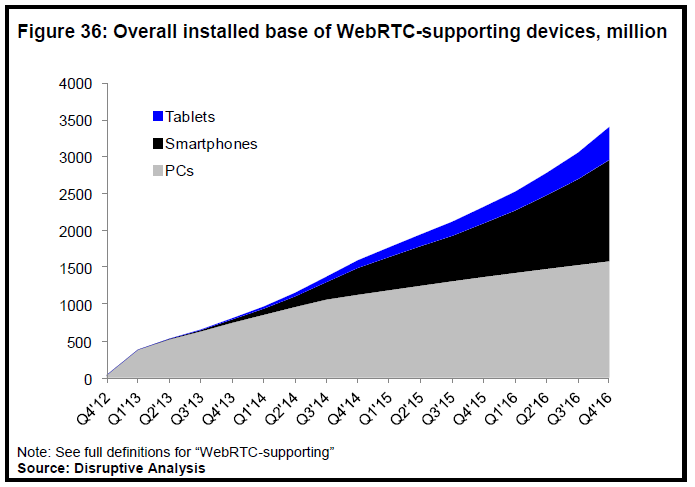 Figure 36: Overall installed base of WebRTC-supporting devices, million
4000
3500
3000
2500
2000
1500
1000
500
0
Tablets
Smartphones
PCs
Q4'12
Q1'13
Q2'13
Q3'13
Q4'13
Q1'14
Q2'14
Q3'14
Q4'14
Q1'15
Q2'15
Q3'15
Q4'15
Q1'16
Q2'16
Q3'16
Q4'16
Note: See full definitions for “WebRTC-supporting”
Source: Disruptive Analysis